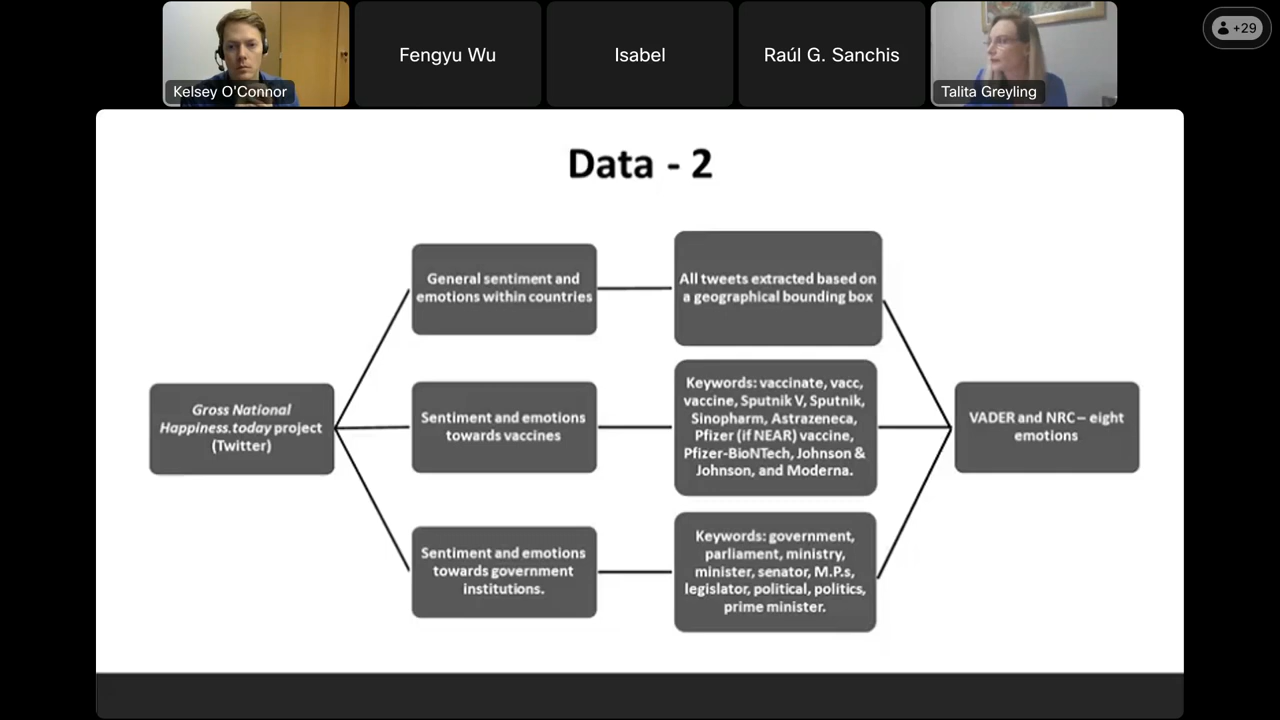 Kelsey O'Connor
Fengyu Wu
Isabel
Raúl G. Sanchis
Talita Greyling
+29
Data - 2
Gross National
Happiness.today project
(Twitter)
General sentiment and
emotions within countries
Sentiment and emotions
towards vaccines
Sentiment and emotions
towards government
institutions.
All tweets extracted based on
a geographical bounding box
Keywords: vaccinate, vacc,
vaccine, Sputnik V, Sputnik,
Sinopharm, Astrazeneca,
Pfizer (if NEAR) vaccine,
Pfizer-BioNTech, Johnson &
Johnson, and Moderna.
Keywords: government,
parliament, ministry,
minister, senator, M.P.s,
legislator, political, politics,
prime minister.
VADER and NRC – eight
emotions